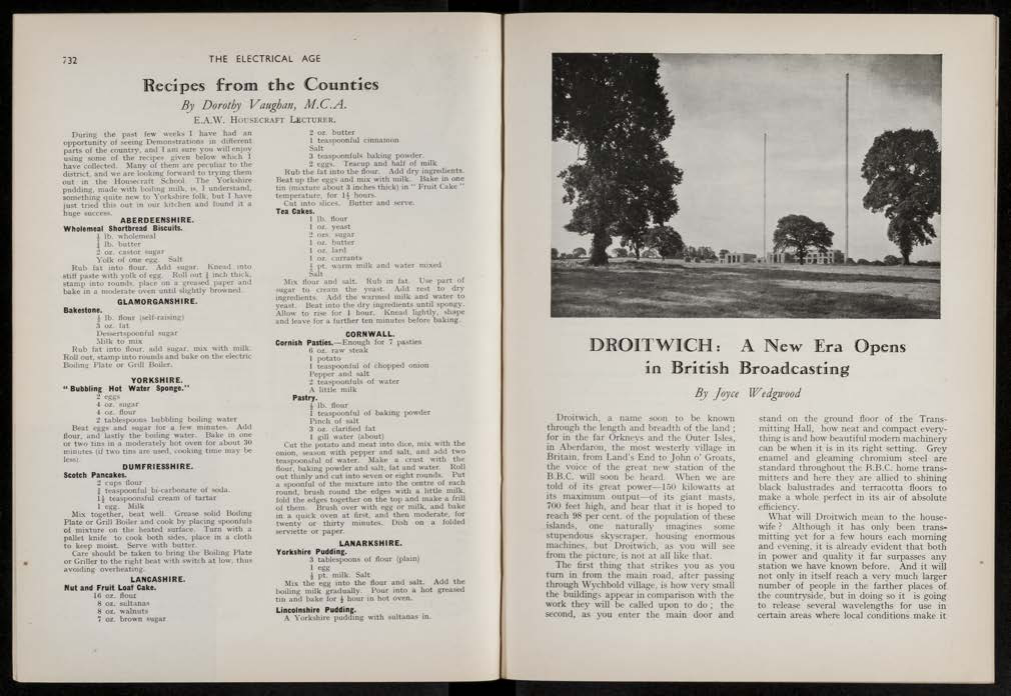 732
THE ELECTRICAL AGE
Recipes from the Counties
By Dorothy Vaughan, M.C.A.
E.A.W. HOUSECRAFT LECTURER.
During the past few weeks I have had an
opportunity of seeing Demonstrations in different
parts of the country, and I am sure you will enjoy
using some of the recipes given below which I
have collected. Many of them are peculiar to the
district, and we are looking forward to trying them
out in the Housecraft School. The Yorkshire
pudding, made with boiling milk, is, I understand,
something quite new to Yorkshire folk, but I have
just tried this out in our kitchen and found it a
huge success.
ABERDEENSHIRE.
Wholemeal Shortbread Biscuits.
lb. wholemeal
lb. butter
2 oz. castor sugar
Yolk of one egg. Salt
Rub fat into flour. Add sugar. Knead into
stiff paste with yolk of egg. Roll out inch thick,
stamp into rounds, place on a greased paper and
bake in a moderate oven until slightly browned.
GLAMORGANSHIRE.
Bakestone.
lb. flour (self-raising)
3 oz. fat
Dessertspoonful sugar
Milk to mix
Rub fat into flour, add sugar, mix with milk.
Roll out, stamp into rounds and bake on the electric
Boiling Plate or Grill Boiler.
YORKSHIRE.
"Bubbling Hot Water Sponge."
2 eggs
4 oz. sugar
4 oz. flour
2 tablespoons bubbling boiling water
Beat eggs and sugar for a few minutes. Add
flour, and lastly the boiling water. Bake in one
or two tins in a moderately hot oven for about 30
minutes (if two tins are used, cooking time may be
less).
DUMFRIESSHIRE.
Scotch Pancakes.
2 cups flour
teaspoonful bi-carbonate of soda.
1½ teaspoonsful cream of tartar
1 egg. Milk
Mix together, beat well. Grease solid Boiling
Plate or Grill Boiler and cook by placing spoonfuls
of mixture on the heated surface. Turn with a
pallet knife to cook both sides, place in a cloth
to keep moist. Serve with butter.
Care should be taken to bring the Boiling Plate
or Griller to the right heat with switch at low, thus
avoiding overheating.
LANCASHIRE.
Nut and Fruit Loaf Cake.
16 oz. flour
8 oz. sultanas
8 oz. walnuts
7 oz. brown sugar
2 oz. butter
1 teaspoonful cinnamon
Salt
3 teaspoonfuls baking powder.
2 eggs. Teacup and half of milk
Rub the fat into the flour. Add dry ingredients.
Beat up the eggs and mix with milk. Bake in one
tin (mixture about 3 inches thick) in "Fruit Cake"
temperature, for 1½ hours.
Cut into slices. Butter and serve.
Tea Cakes.
1 lb. flour
1 oz. yeast
2 ozs. sugar
1 oz. butter
1 oz. lard
1 oz. currants
pt. warm milk and water mixed
Salt
Mix flour and salt. Rub in fat. Use part of
sugar to cream the yeast. Add rest to dry
ingredients. Add the warmed milk and water to
yeast. Beat into the dry ingredients until spongy.
Allow to rise for 1 hour. Knead lightly, shape
and leave for a further ten minutes before baking.
CORNWALL.
Cornish Pasties.—Enough for 7 pasties
6 oz. raw steak
1 potato
1 teaspoonful of chopped onion
Pepper and salt
2 teaspoonfuls of water
A little milk
Pastry.
lb. flour
teaspoonful of baking powder
Pinch of salt
3 oz. clarified fat
1 gill water (about)
Cut the potato and meat into dice, mix with the
onion, season with pepper and salt, and add two
teaspoonsful of water. Make a crust with the
flour, baking powder and salt, fat and water. Roll
out thinly and cut into seven or eight rounds. Put
a spoonful of the mixture into the centre of each
round, brush round the edges with a little milk,
fold the edges together on the top and make a frill
of them. Brush over with egg or milk, and bake
in a quick oven at first, and then moderate, for
twenty or thirty minutes. Dish on a folded
serviette or paper.
LANARKSHIRE.
Yorkshire Pudding.
3 tablespoons of flour (plain)
1 egg
½ pt. milk. Salt
Mix the egg into the flour and salt. Add the
boiling milk gradually. Pour into a hot greased
tin and bake for ½ hour in hot oven.
Lincolnshire Pudding.
A Yorkshire pudding with sultanas in.
DROITWICH: A New Era Opens
in British Broadcasting
By Joyce Wedgwood
Droitwich, a name soon to be known
through the length and breadth of the land;
for in the far Orkneys and the Outer Isles,
in Aberdaron, the most westerly village in
Britain, from Land's End to John o' Groats,
the voice of the great new station of the
B.B.C. will soon be heard. When we are
told of its great power—150 kilowatts at
its maximum output—of its giant masts,
700 feet high, and hear that it is hoped to
reach 98 per cent. of the population of these
islands, one naturally imagines some
stupendous skyscraper, housing enormous
machines, but Droitwich, as you will see
from the picture, is not at all like that.
The first thing that strikes you as you
turn in from the main road, after passing
through Wychbold village, is how very small
the buildings appear in comparison with the
work they will be called upon to do; the
second, as you enter the main door and
stand on the ground floor of the Trans-
mitting Hall, how neat and compact every-
thing is and how beautiful modern machinery
can be when it is in its right setting. Grey
enamel and gleaming chromium steel are
standard throughout the B.B.C. home trans-
mitters and here they are allied to shining
black balustrades and terracotta floors to
make a whole perfect in its air of absolute
efficiency.
What will Droitwich mean to the house-
wife? Although it has only been trans-
mitting yet for a few hours each morning
and evening, it is already evident that both
in power and quality it far surpasses any
station we have known before. And it will
not only in itself reach a very much larger
number of people in the farther places of
the countryside, but in doing so it is going
to release several wavelengths for use in
certain areas where local conditions make it